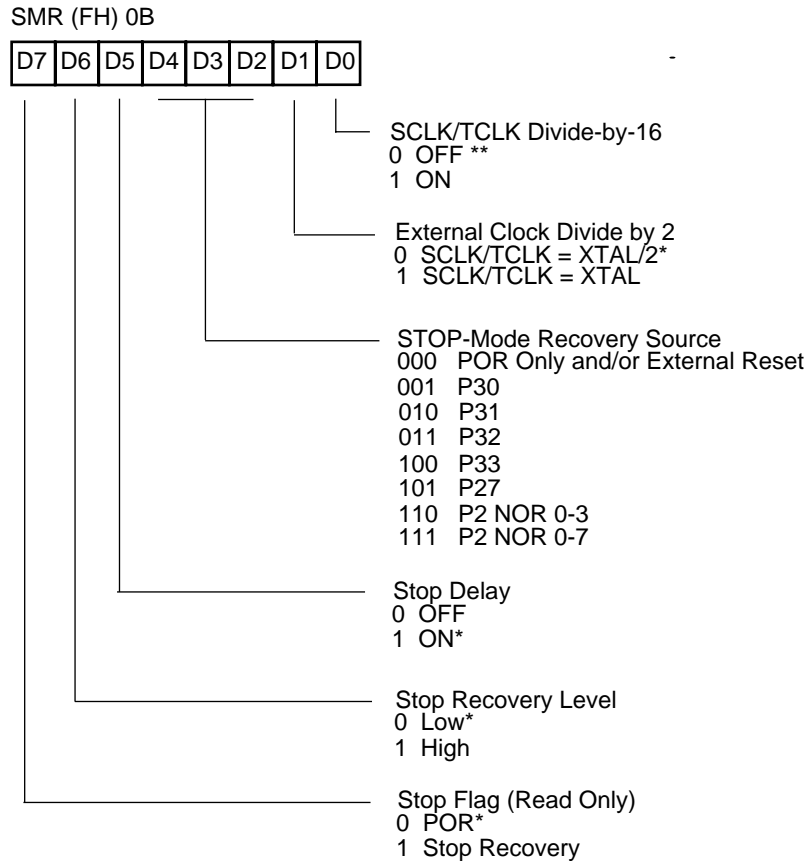 SMR (FH) 0B
D7 D6 D5 D4 D3 D2 D1 D0
-
SCLK/TCLK Divide-by-16
0 OFF **
1 ON
External Clock Divide by 2
0 SCLK/TCLK = XTAL/2*
1 SCLK/TCLK = XTAL
STOP-Mode Recovery Source
000 POR Only and/or External Reset
001 P30
010 P31
011 P32
100 P33
101 P27
110 P2 NOR 0-3
111 P2 NOR 0-7
Stop Delay
0 OFF
1 ON*
Stop Recovery Level
0 Low*
1 High
Stop Flag (Read Only)
0 POR*
1 Stop Recovery